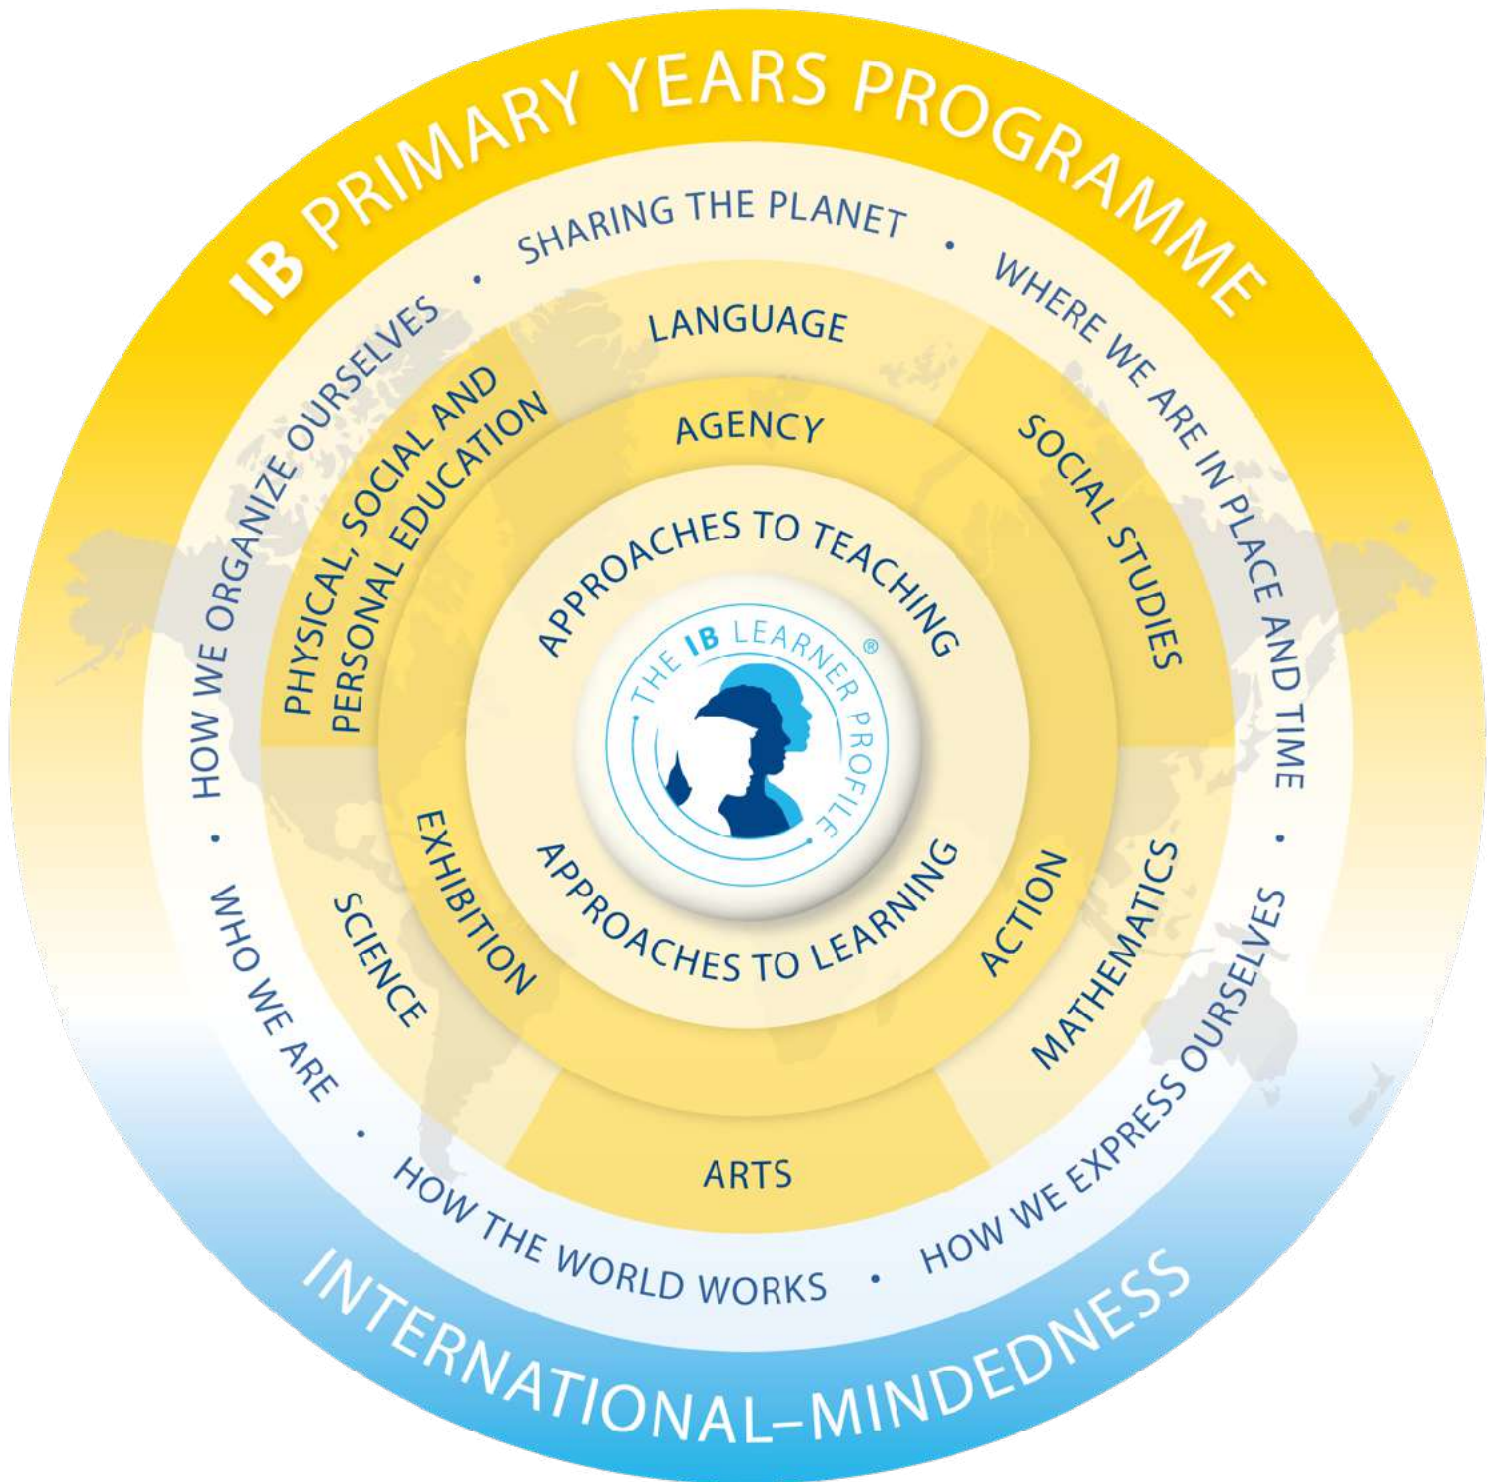 IB PRIMARY YEARS PROGRAMME
SHARING THE PLANET
•
WHERE WE ARE IN PLACE AND TIME
•
HOW WE EXPRESS OURSELVES
•
HOW THE WORLD WORKS
•
WHO WE ARE
•
HOW WE ORGANIZE OURSELVES
•
LANGUAGE
SOCIAL STUDIES
MATHEMATICS
ARTS
SCIENCE
PHYSICAL, SOCIAL AND
PERSONAL EDUCATION
AGENCY
ACTION
EXHIBITION
APPROACHES TO TEACHING
APPROACHES TO LEARNING
THE IB LEARNER PROFILE
®
INTERNATIONAL–MINDEDNESS